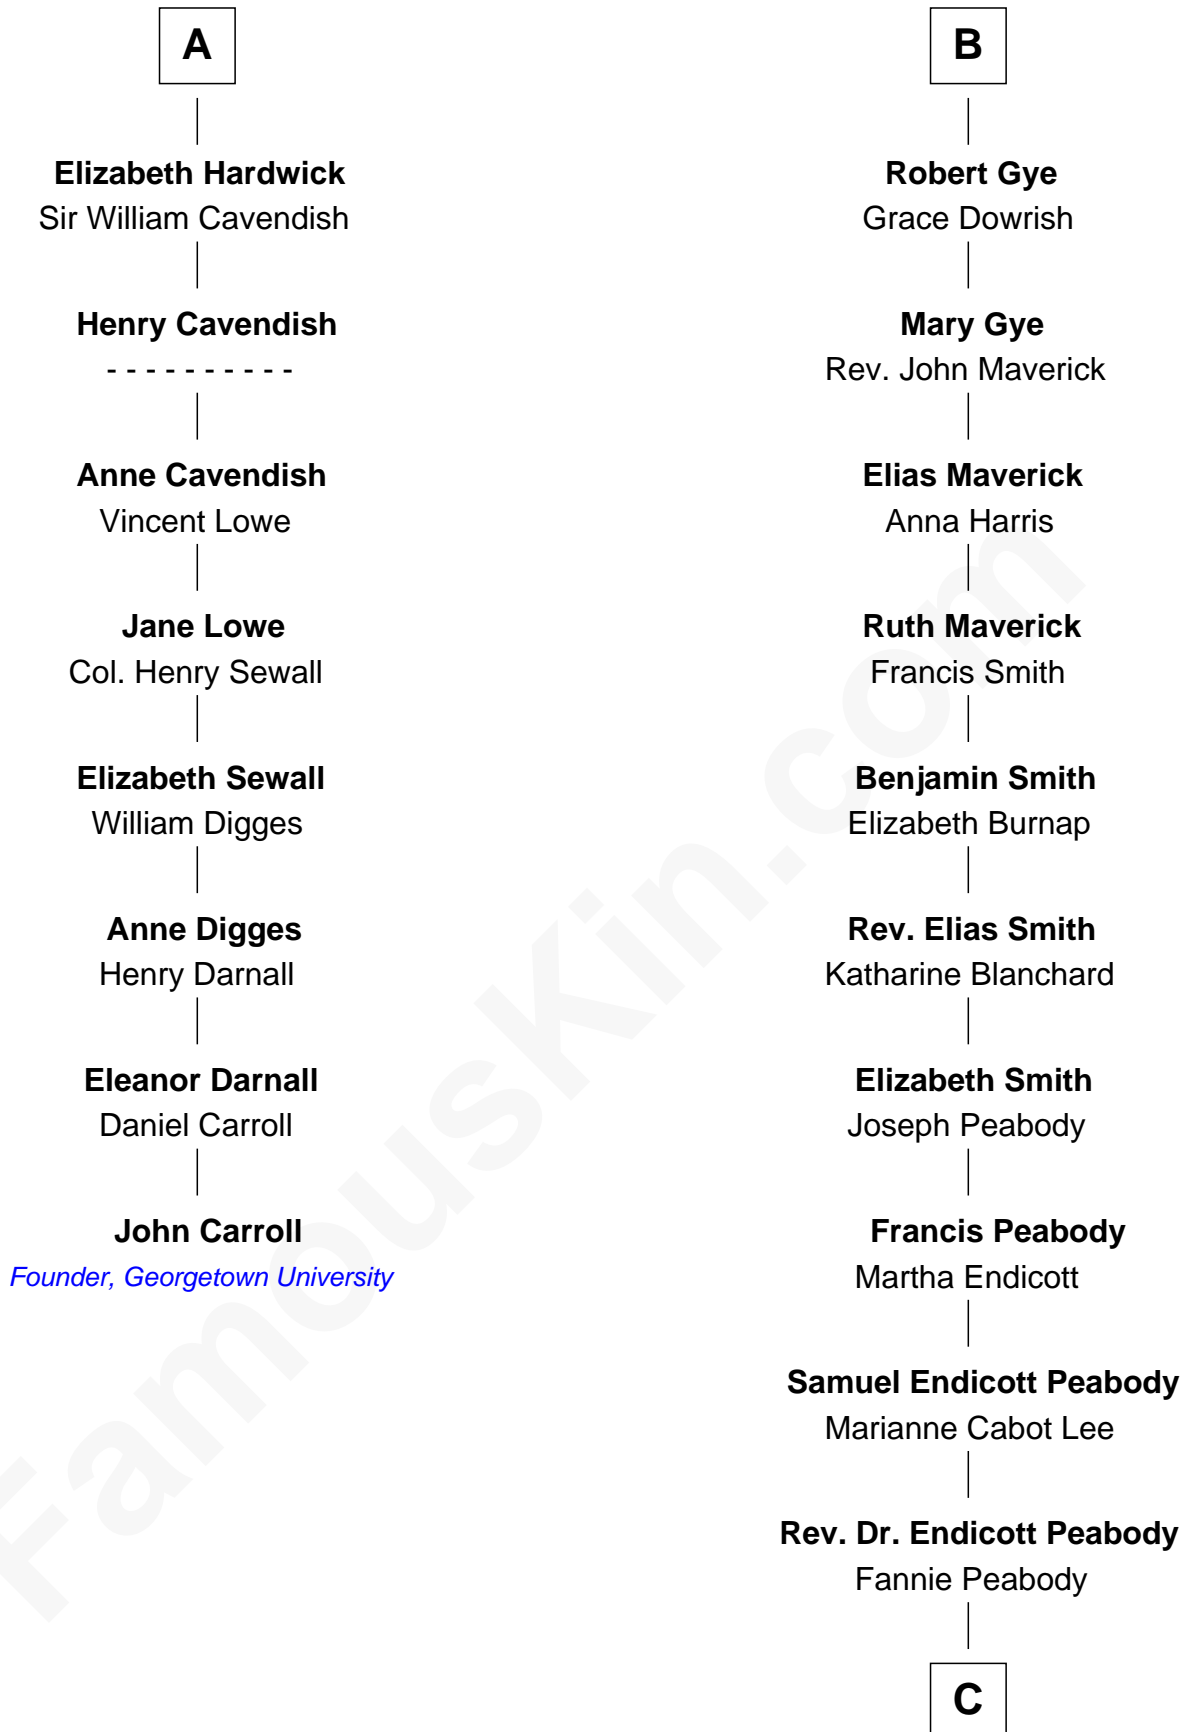 A
Elizabeth Hardwick
Sir William Cavendish
Henry Cavendish
- - - - - - - - - -
Anne Cavendish
Vincent Lowe
Jane Lowe
Col. Henry Sewall
Elizabeth Sewall
William Digges
Anne Digges
Henry Darnall
Eleanor Darnall
Daniel Carroll
John Carroll
Founder, Georgetown University
B
Robert Gye
Grace Dowrish
Mary Gye
Rev. John Maverick
Elias Maverick
Anna Harris
Ruth Maverick
Francis Smith
Benjamin Smith
Elizabeth Burnap
Rev. Elias Smith
Katharine Blanchard
Elizabeth Smith
Joseph Peabody
Francis Peabody
Martha Endicott
Samuel Endicott Peabody
Marianne Cabot Lee
Rev. Dr. Endicott Peabody
Fannie Peabody
C
FamousKin.com